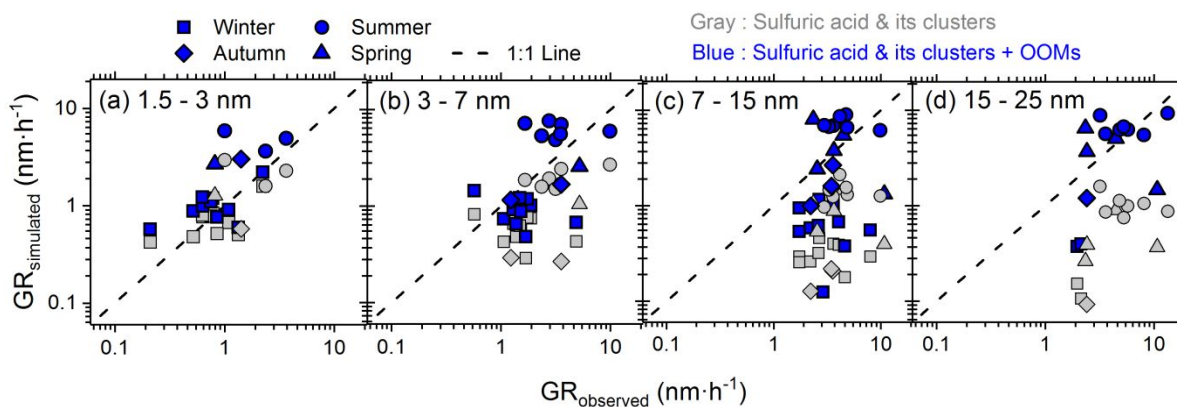 Winter Summer Gray : Sulfuric acid & its clusters
Autumn Spring 1:1 Line Blue : Sulfuric acid & its clusters + OOMs
(a) 1.5 - 3 nm (b) 3 - 7 nm (c) 7 - 15 nm (d) 15 - 25 nm
10
1
0.1
GRsimulated (nm·h-1)
0.1 1 10 0.1 1 10 0.1 1 10 0.1 1 10
GRobserved (nm·h-1)